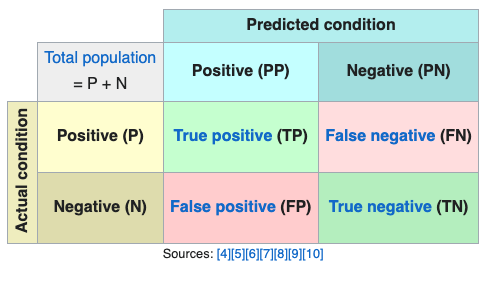 Predicted condition
Total population
= P + N
Positive (PP)
Negative (PN)
Actual condition
Positive (P)
True positive (TP)
False negative (FN)
Negative (N)
False positive (FP)
True negative (TN)
Sources: [4][5][6][7][8][9][10]